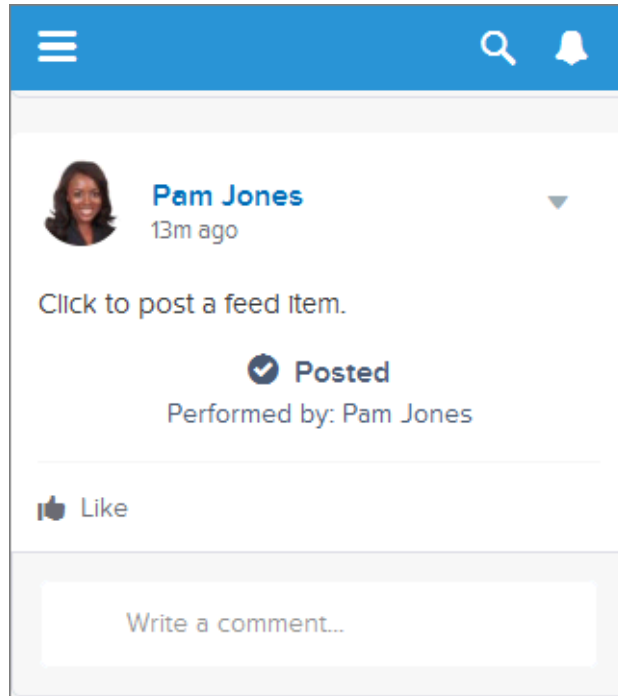 Pam Jones
13m ago
Click to post a feed item.
Posted
Performed by: Pam Jones
Like
Write a comment...